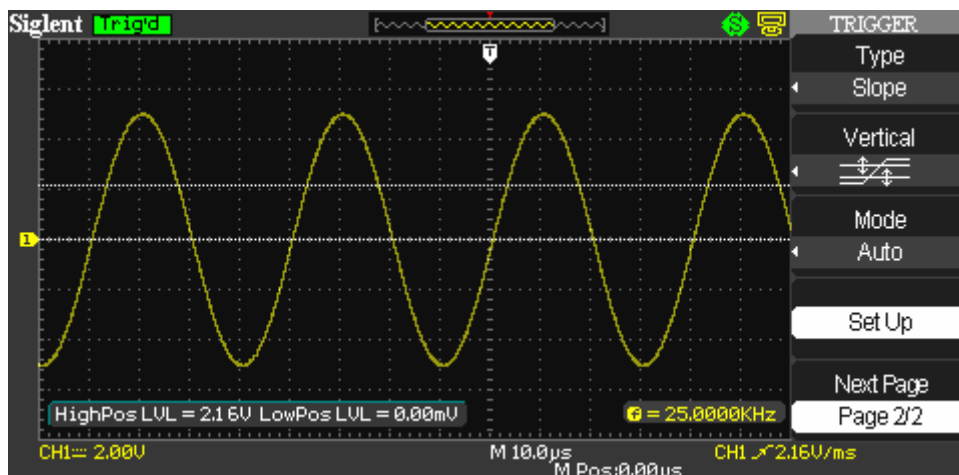 Siglent Trig'd
TRIGGER
T
Type
Slope
Vertical
Mode
Auto
1
Set Up
Next Page
Page 2/2
HighPos LVL = 2.16V LowPos LVL = 0.00mV
f = 25.0000KHz
CH1 2.00V
M 10.0μs
CH1 2.16V/ms
M Pos:0.00μs